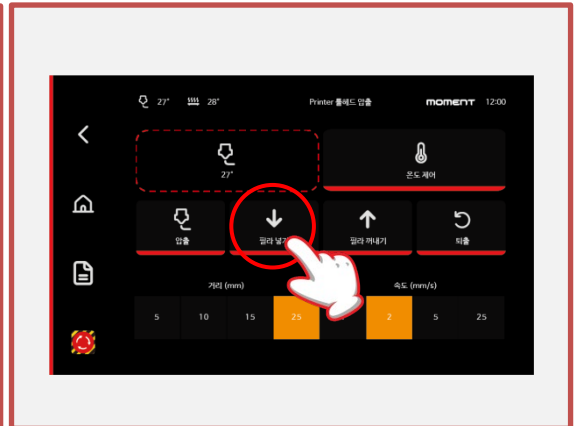 27° 28° Printer 툴헤드 압출 moment 12:00
27°
온도 제어
압출 필라 꺼내기 퇴출
거리 (mm) 속도 (mm/s)
5 10 15 25 2 5 25